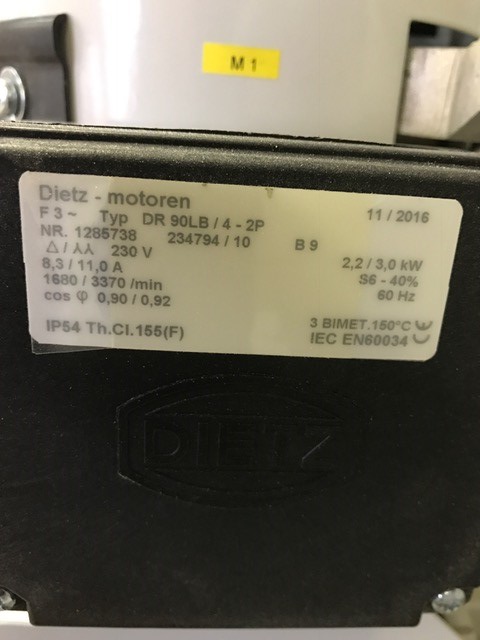 M 1
Dietz - motoren
F 3 ~ Typ DR 90LB / 4 - 2P 11 / 2016
NR. 1285738 234794 / 10 B 9
Δ / ⅄⅄ 230 V 2,2 / 3,0 kW
8,3 / 11,0 A S6 - 40%
1680 / 3370 /min 60 Hz
cos φ 0,90 / 0,92
IP54 Th.Cl.155(F) 3 BIMET.150°C
IEC EN60034 CE
DIETZ